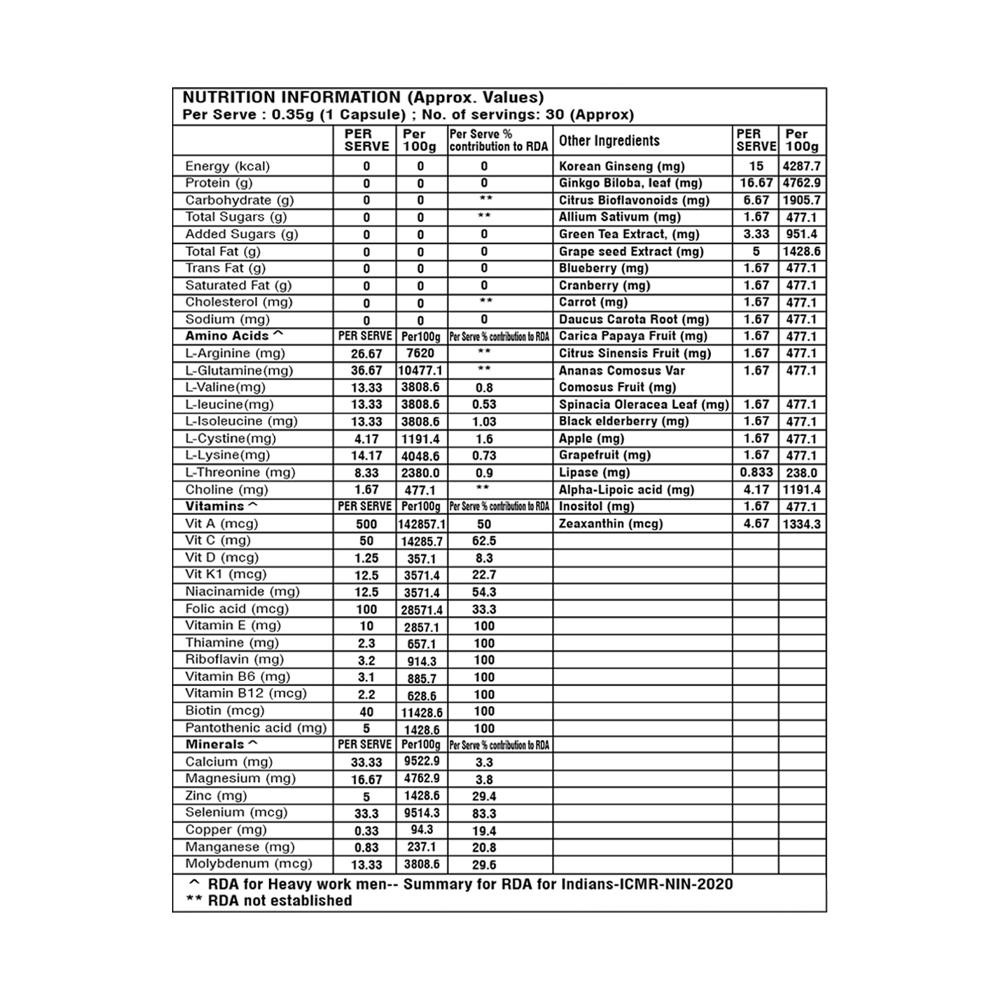 NUTRITION INFORMATION (Approx. Values)
Per Serve : 0.35g (1 Capsule) ; No. of servings: 30 (Approx)
PER SERVE Per 100g Per Serve % contribution to RDA Other Ingredients PER SERVE Per 100g
Energy (kcal) 0 0 0 Korean Ginseng (mg) 15 4287.7
Protein (g) 0 0 0 Ginkgo Biloba, leaf (mg) 16.67 4762.9
Carbohydrate (g) 0 0 ** Citrus Bioflavonoids (mg) 6.67 1905.7
Total Sugars (g) 0 0 ** Allium Sativum (mg) 1.67 477.1
Added Sugars (g) 0 0 0 Green Tea Extract, (mg) 3.33 951.4
Total Fat (g) 0 0 0 Grape seed Extract (mg) 5 1428.6
Trans Fat (g) 0 0 0 Blueberry (mg) 1.67 477.1
Saturated Fat (g) 0 0 0 Cranberry (mg) 1.67 477.1
Cholesterol (mg) 0 0 ** Carrot (mg) 1.67 477.1
Sodium (mg) 0 0 0 Daucus Carota Root (mg) 1.67 477.1
Amino Acids ^ PER SERVE Per100g Per Serve % contribution to RDA Carica Papaya Fruit (mg) 1.67 477.1
L-Arginine (mg) 26.67 7620 ** Citrus Sinensis Fruit (mg) 1.67 477.1
L-Glutamine(mg) 36.67 10477.1 ** Ananas Comosus Var 1.67 477.1
L-Valine(mg) 13.33 3808.6 0.8 Comosus Fruit (mg)
L-leucine(mg) 13.33 3808.6 0.53 Spinacia Oleracea Leaf (mg) 1.67 477.1
L-Isoleucine (mg) 13.33 3808.6 1.03 Black elderberry (mg) 1.67 477.1
L-Cystine(mg) 4.17 1191.4 1.6 Apple (mg) 1.67 477.1
L-Lysine(mg) 14.17 4048.6 0.73 Grapefruit (mg) 1.67 477.1
L-Threonine (mg) 8.33 2380.0 0.9 Lipase (mg) 0.833 238.0
Choline (mg) 1.67 477.1 ** Alpha-Lipoic acid (mg) 4.17 1191.4
Vitamins ^ PER SERVE Per100g Per Serve % contribution to RDA Inositol (mg) 1.67 477.1
Vit A (mcg) 500 142857.1 50 Zeaxanthin (mcg) 4.67 1334.3
Vit C (mg) 50 14285.7 62.5
Vit D (mcg) 1.25 357.1 8.3
Vit K1 (mcg) 12.5 3571.4 22.7
Niacinamide (mg) 12.5 3571.4 54.3
Folic acid (mcg) 100 28571.4 33.3
Vitamin E (mg) 10 2857.1 100
Thiamine (mg) 2.3 657.1 100
Riboflavin (mg) 3.2 914.3 100
Vitamin B6 (mg) 3.1 885.7 100
Vitamin B12 (mcg) 2.2 628.6 100
Biotin (mcg) 40 11428.6 100
Pantothenic acid (mg) 5 1428.6 100
Minerals ^ PER SERVE Per100g Per Serve % contribution to RDA
Calcium (mg) 33.33 9522.9 3.3
Magnesium (mg) 16.67 4762.9 3.8
Zinc (mg) 5 1428.6 29.4
Selenium (mcg) 33.3 9514.3 83.3
Copper (mg) 0.33 94.3 19.4
Manganese (mg) 0.83 237.1 20.8
Molybdenum (mcg) 13.33 3808.6 29.6
^ RDA for Heavy work men-- Summary for RDA for Indians-ICMR-NIN-2020
** RDA not established